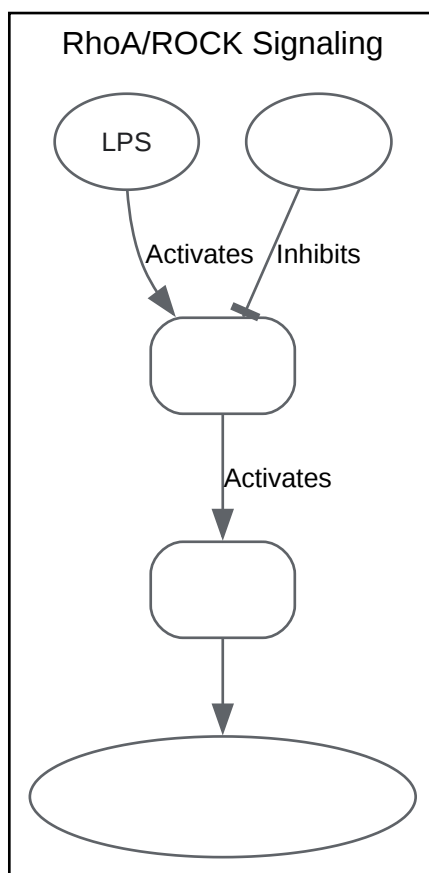 RhoA/ROCK Signaling
LPS
Activates
Inhibits
Activates